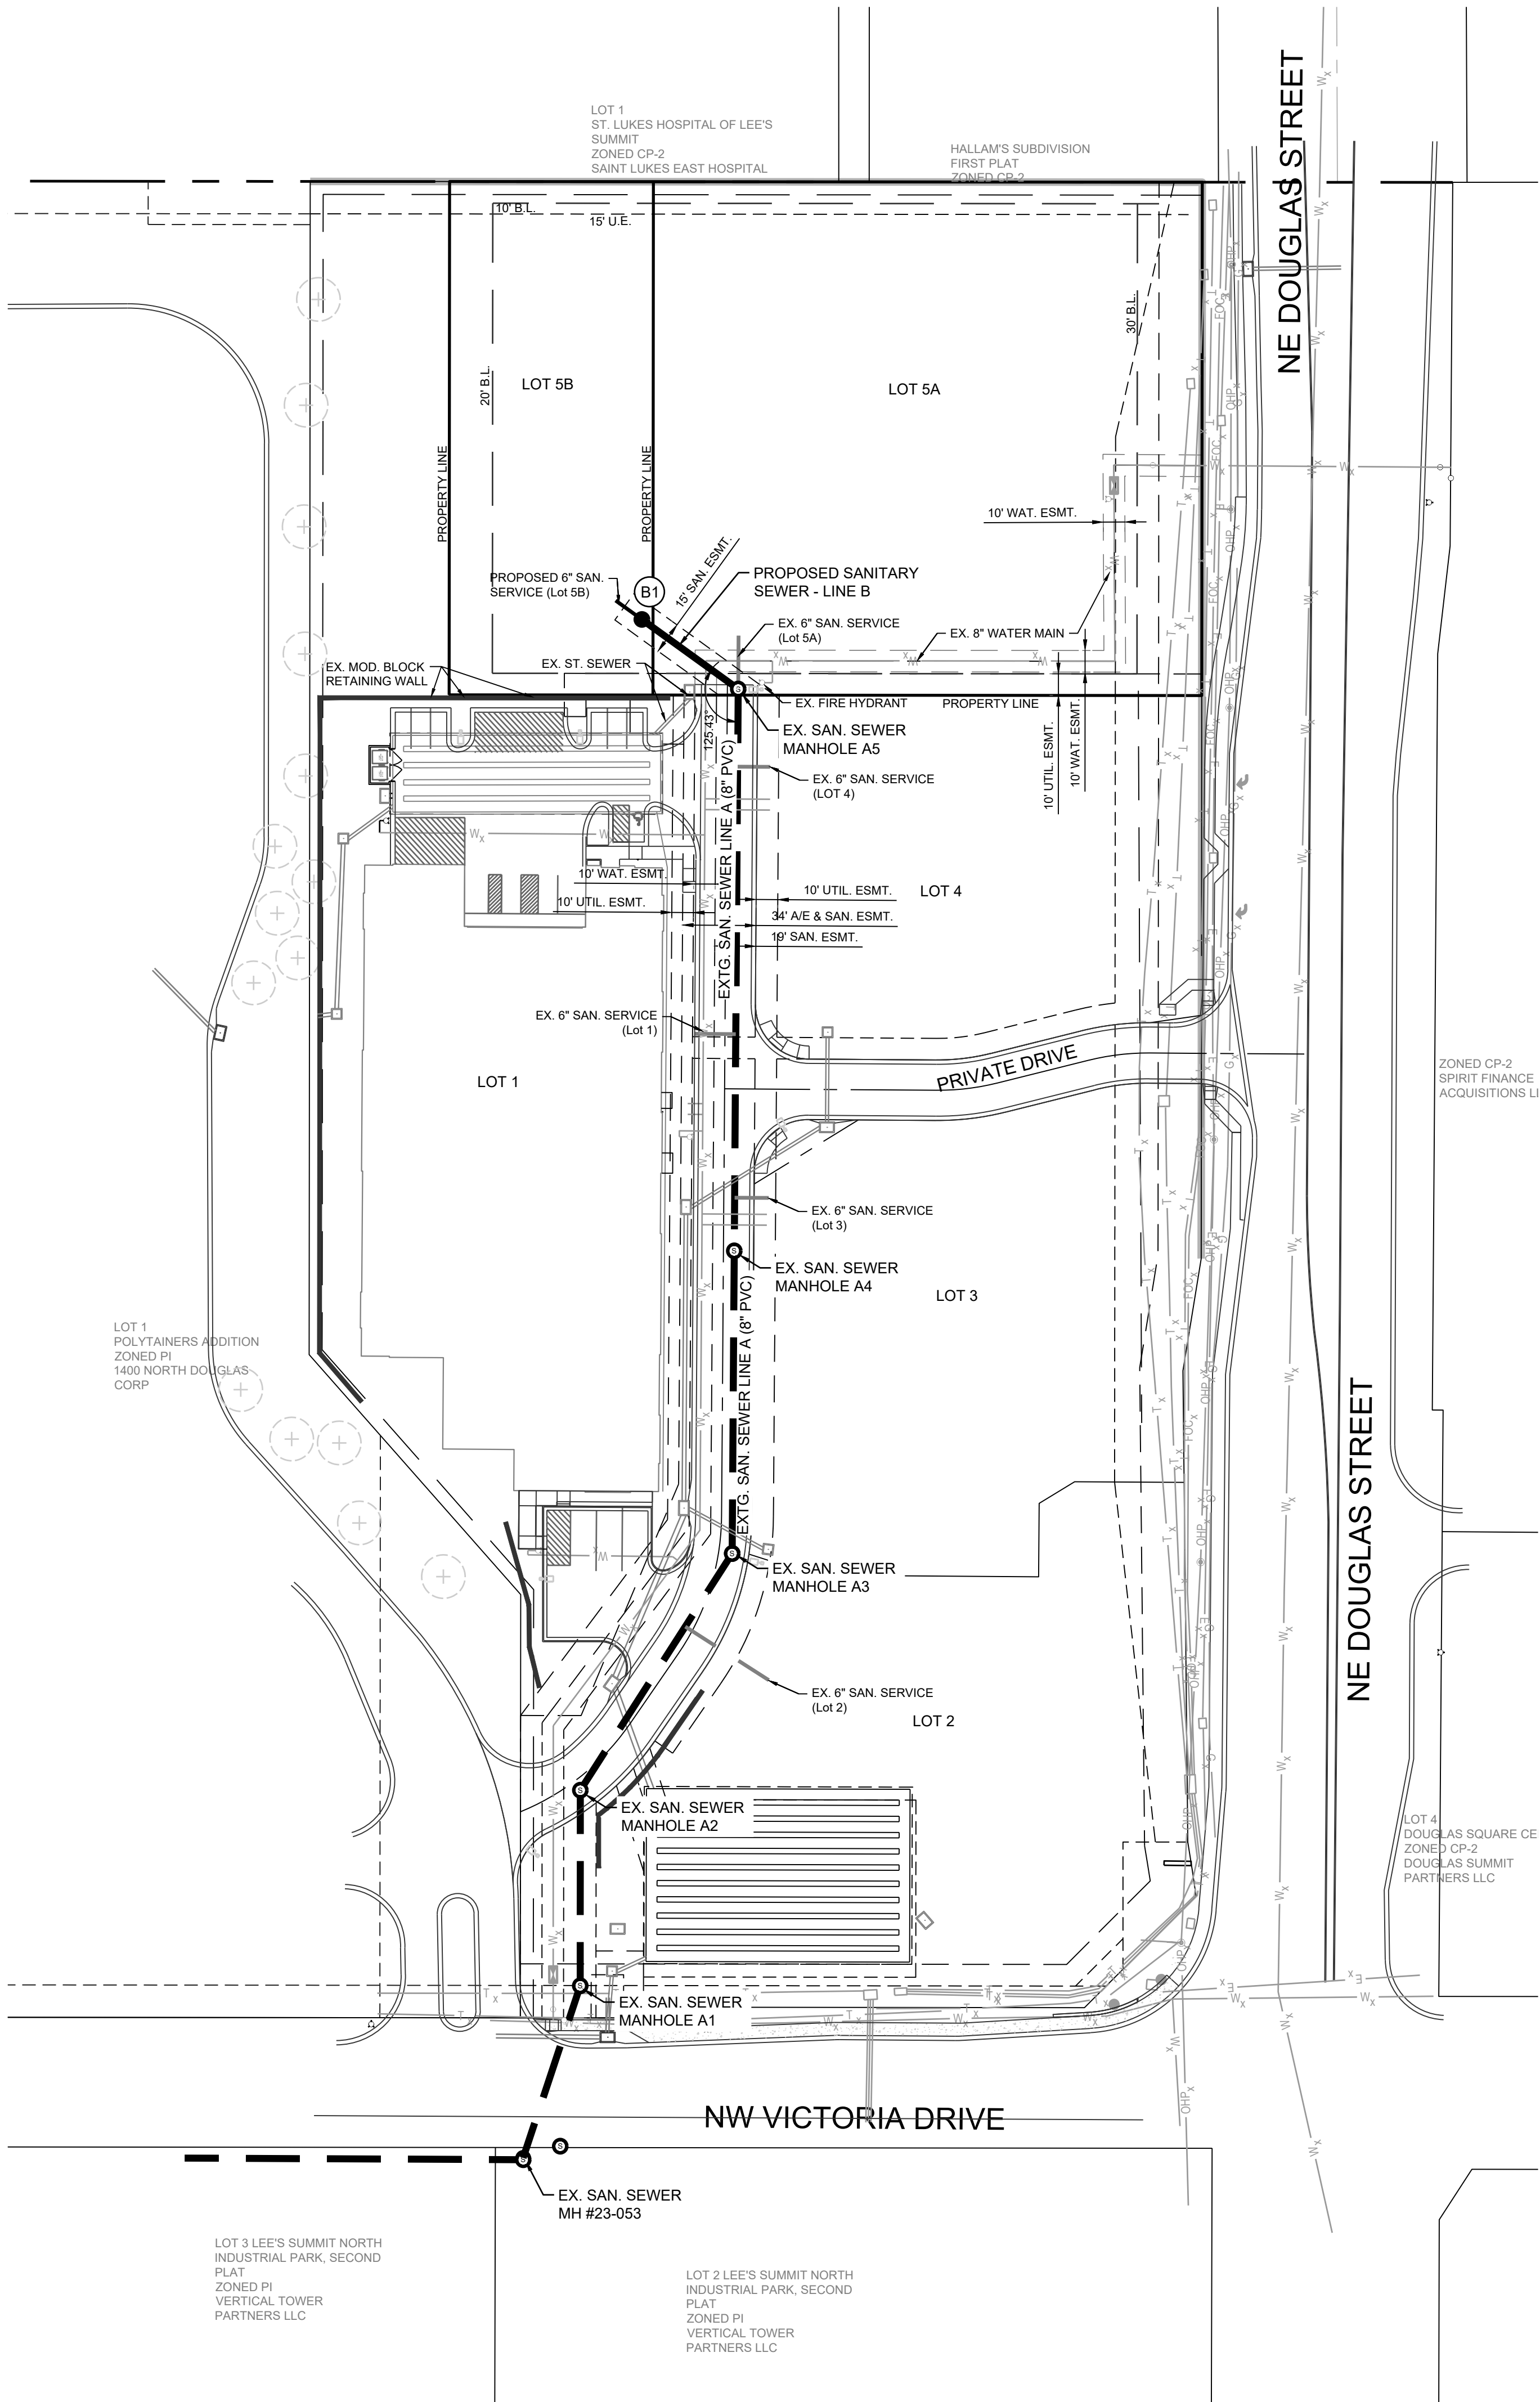 NE DOUGLAS STREET
LOT 1
ST. LUKES HOSPITAL OF LEE'S
SUMMIT
ZONED CP-2
SAINT LUKES EAST HOSPITAL
HALLAM'S SUBDIVISION
FIRST PLAT
ZONED CP-2
10' B.L.
15' U.E.
30' B.L.
20' B.L.
LOT 5B
LOT 5A
PROPERTY LINE
PROPERTY LINE
10' WAT. ESMT.
15' SAN. ESMT.
PROPOSED 6" SAN.
SERVICE (Lot 5B)
B1
PROPOSED SANITARY
SEWER - LINE B
EX. 6" SAN. SERVICE
(Lot 5A)
EX. 8" WATER MAIN
EX. MOD. BLOCK
RETAINING WALL
EX. ST. SEWER
EX. FIRE HYDRANT
PROPERTY LINE
125.43°
EX. SAN. SEWER
MANHOLE A5
10' UTIL. ESMT.
10' WAT. ESMT.
EX. 6" SAN. SERVICE
(LOT 4)
EXTG. SAN. SEWER LINE A (8" PVC)
10' WAT. ESMT.
10' UTIL. ESMT.
10' UTIL. ESMT.
LOT 4
34' A/E & SAN. ESMT.
19' SAN. ESMT.
EX. 6" SAN. SERVICE
(Lot 1)
LOT 1
PRIVATE DRIVE
ZONED CP-2
SPIRIT FINANCE
ACQUISITIONS
EX. 6" SAN. SERVICE
(Lot 3)
EX. SAN. SEWER
MANHOLE A4
LOT 3
EXTG. SAN. SEWER LINE A (8" PVC)
LOT 1
POLYTAINERS ADDITION
ZONED PI
1400 NORTH DOUGLAS
CORP
NE DOUGLAS STREET
EX. SAN. SEWER
MANHOLE A3
EX. 6" SAN. SERVICE
(Lot 2)
LOT 2
EX. SAN. SEWER
MANHOLE A2
LOT 4
DOUGLAS SQUARE CE
ZONED CP-2
DOUGLAS SUMMIT
PARTNERS LLC
EX. SAN. SEWER
MANHOLE A1
NW VICTORIA DRIVE
EX. SAN. SEWER
MH #23-053
LOT 3 LEE'S SUMMIT NORTH
INDUSTRIAL PARK, SECOND
PLAT
ZONED PI
VERTICAL TOWER
PARTNERS LLC
LOT 2 LEE'S SUMMIT NORTH
INDUSTRIAL PARK, SECOND
PLAT
ZONED PI
VERTICAL TOWER
PARTNERS LLC